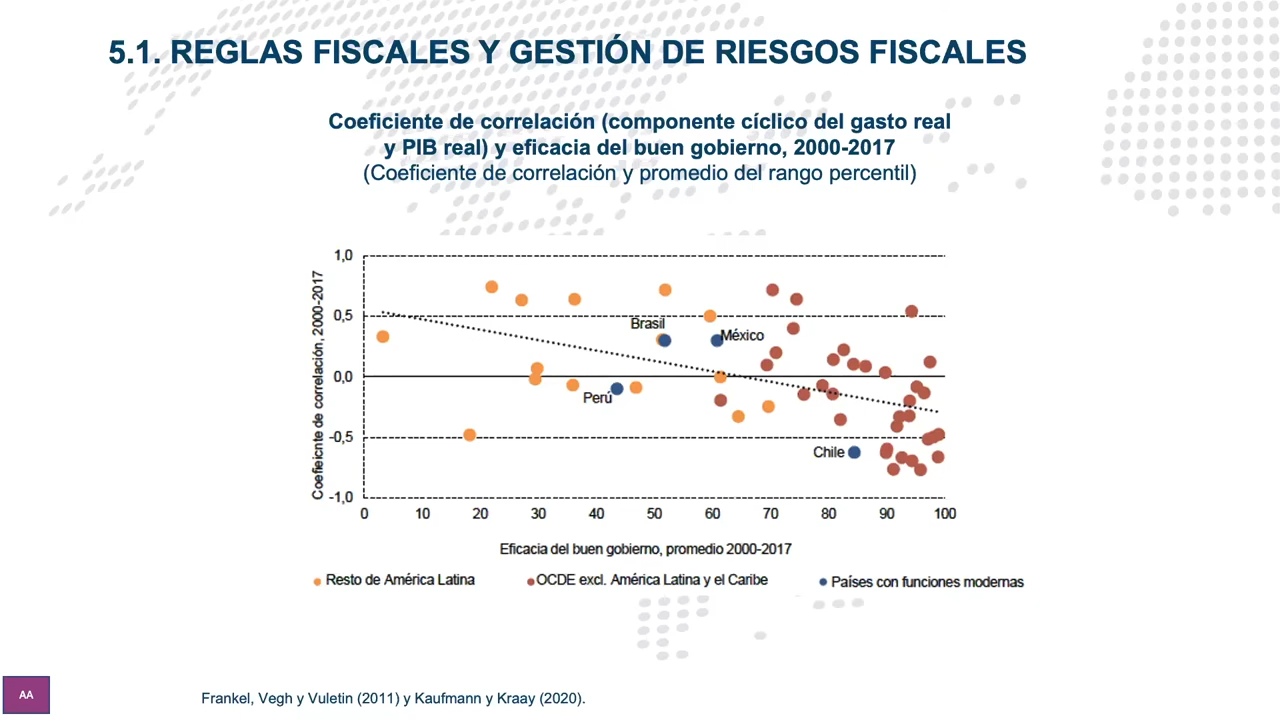 5.1. REGLAS FISCALES Y GESTIÓN DE RIESGOS FISCALES
Coeficiente de correlación (componente cíclico del gasto real
y PIB real) y eficacia del buen gobierno, 2000-2017
(Coeficiente de correlación y promedio del rango percentil)
Coefieicnte de correlación, 2000-2017
1,0
0,5
0,0
-0,5
-1,0
Brasil
México
Perú
Chile
0 10 20 30 40 50 60 70 80 90 100
Eficacia del buen gobierno, promedio 2000-2017
Resto de América Latina
OCDE excl. América Latina y el Caribe
Países con funciones modernas
AA
Frankel, Vegh y Vuletin (2011) y Kaufmann y Kraay (2020).